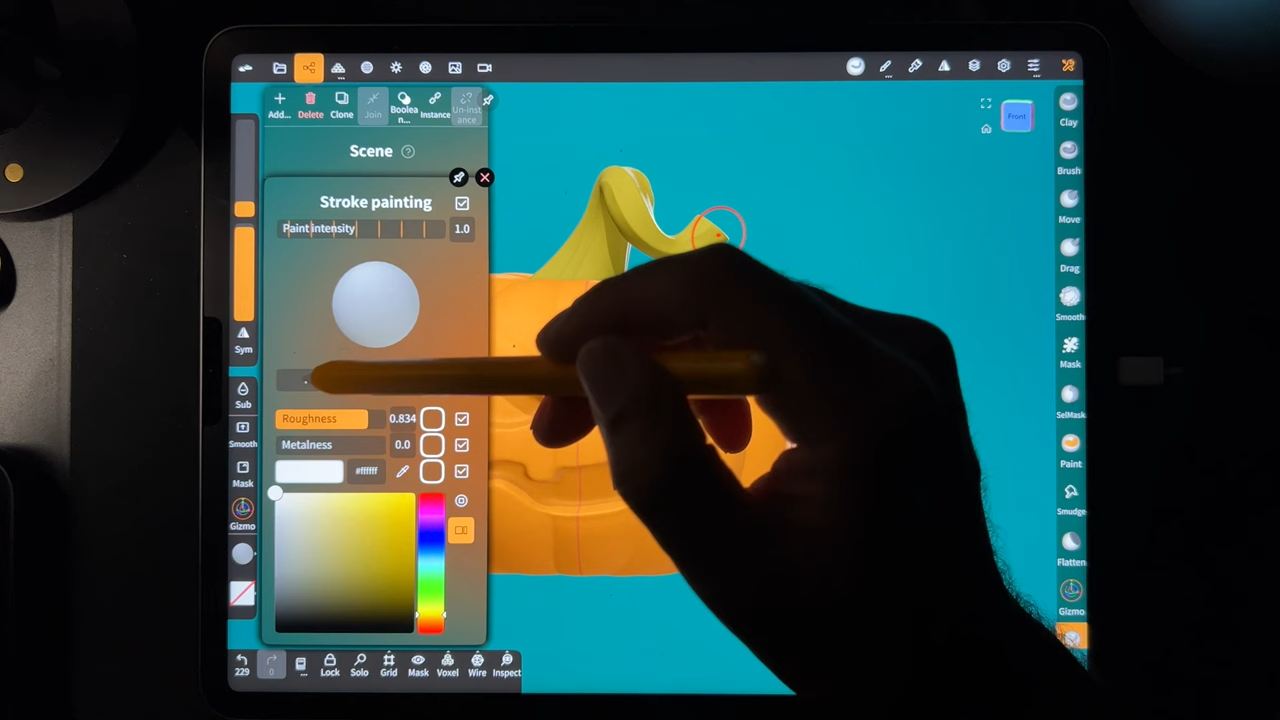 Add...
Delete
Clone
Join
Boolea
n...
Instance
Un-inst
ance
Front
Clay
Brush
Move
Drag
Smooth
Mask
SelMask
Paint
Smudge
Flatten
Gizmo
Scene
Stroke painting
Paint intensity
1.0
Sym
Sub
Smooth
Mask
Gizmo
Roughness
0.834
Metalness
0.0
#ffffff
229
0
Lock
Solo
Grid
Mask
Voxel
Wire
Inspect